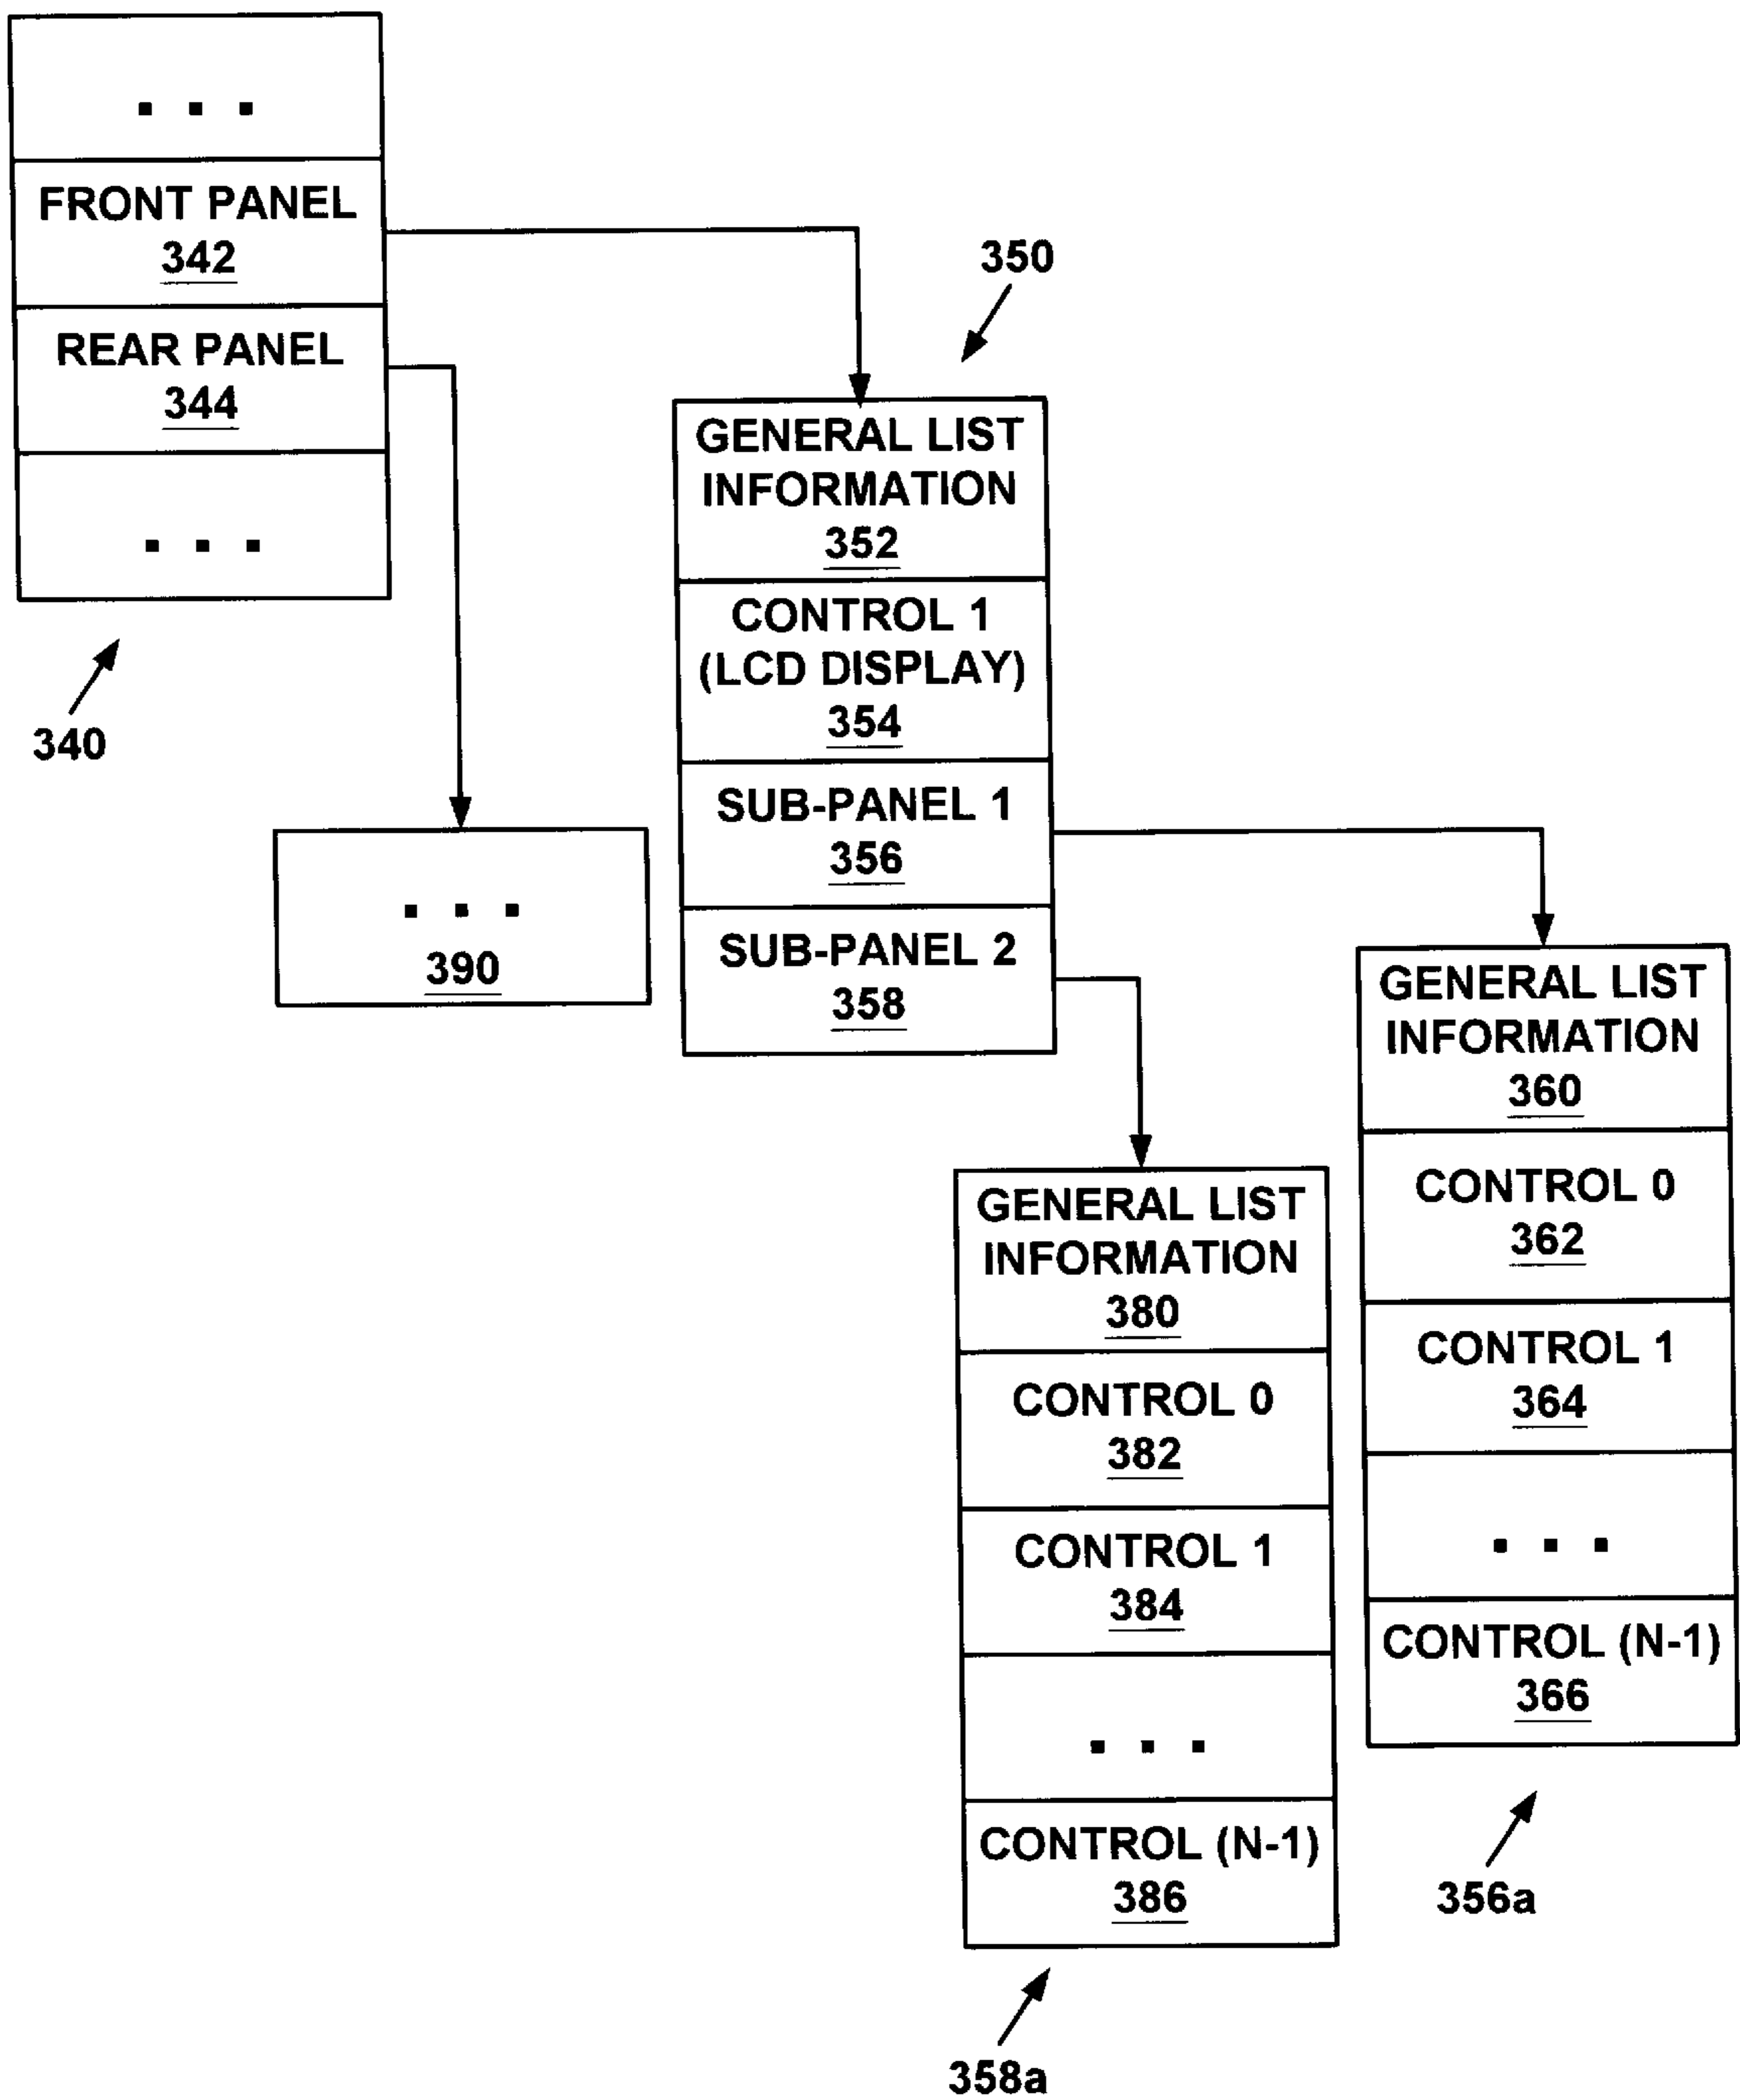 . . .
FRONT PANEL
342
REAR PANEL
344
. . .
340
350
GENERAL LIST
INFORMATION
352
CONTROL 1
(LCD DISPLAY)
354
SUB-PANEL 1
356
SUB-PANEL 2
358
. . .
390
GENERAL LIST
INFORMATION
360
CONTROL 0
362
CONTROL 1
364
. . .
CONTROL (N-1)
366
356a
GENERAL LIST
INFORMATION
380
CONTROL 0
382
CONTROL 1
384
. . .
CONTROL (N-1)
386
358a